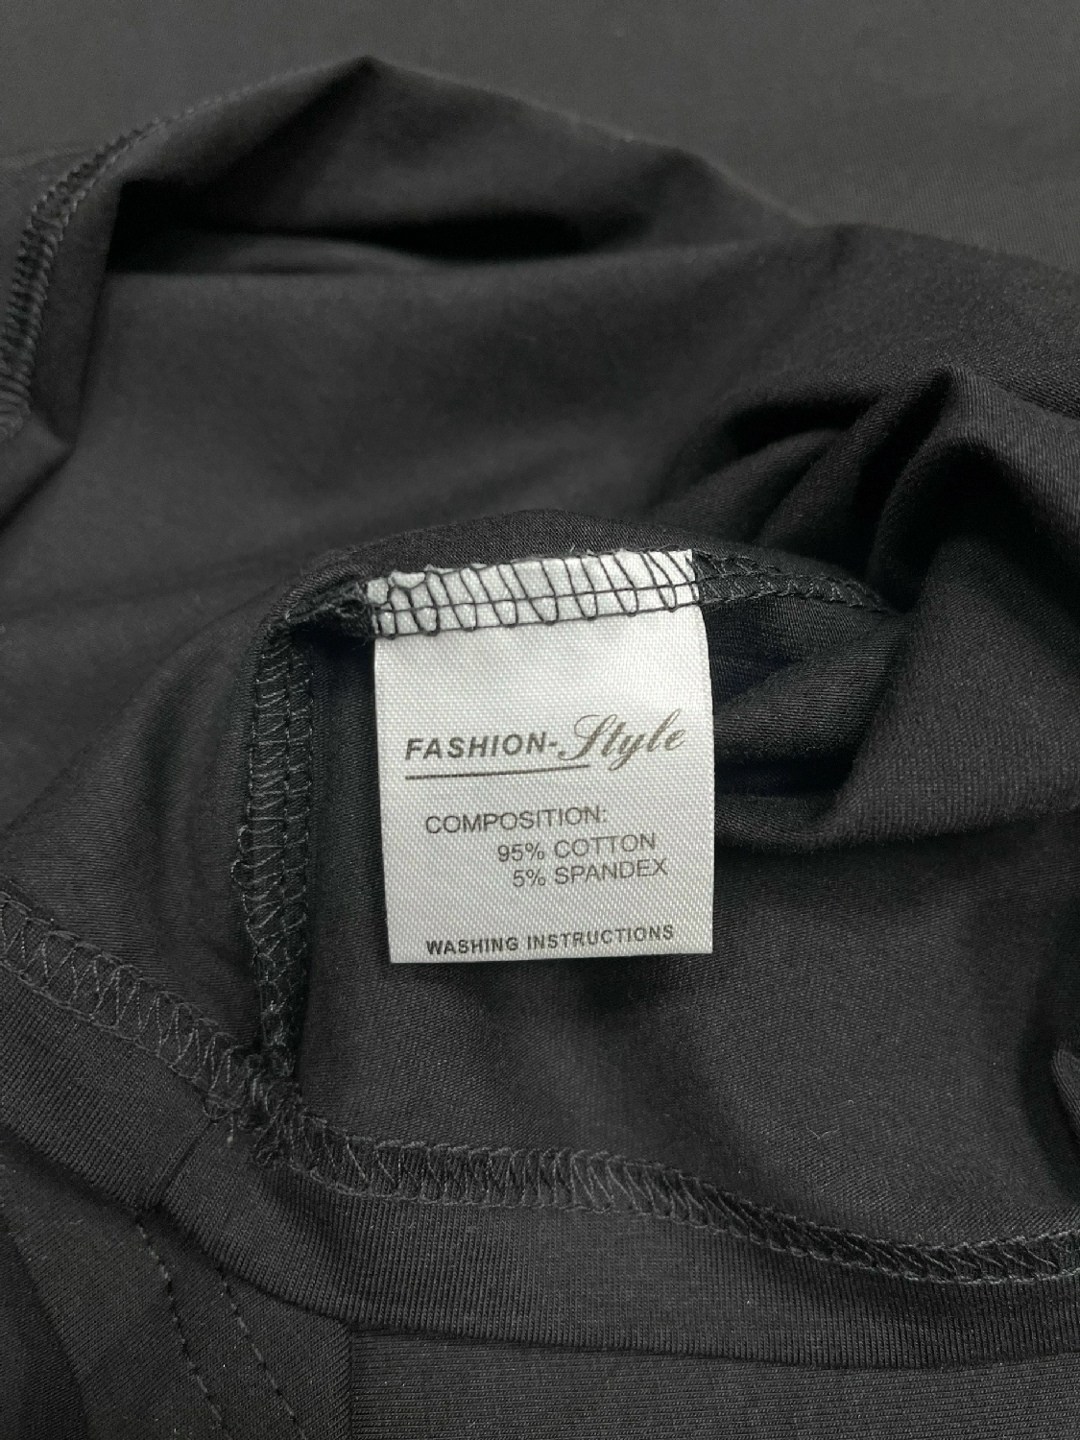 FASHION-Style
COMPOSITION:
95% COTTON
5% SPANDEX
WASHING INSTRUCTIONS